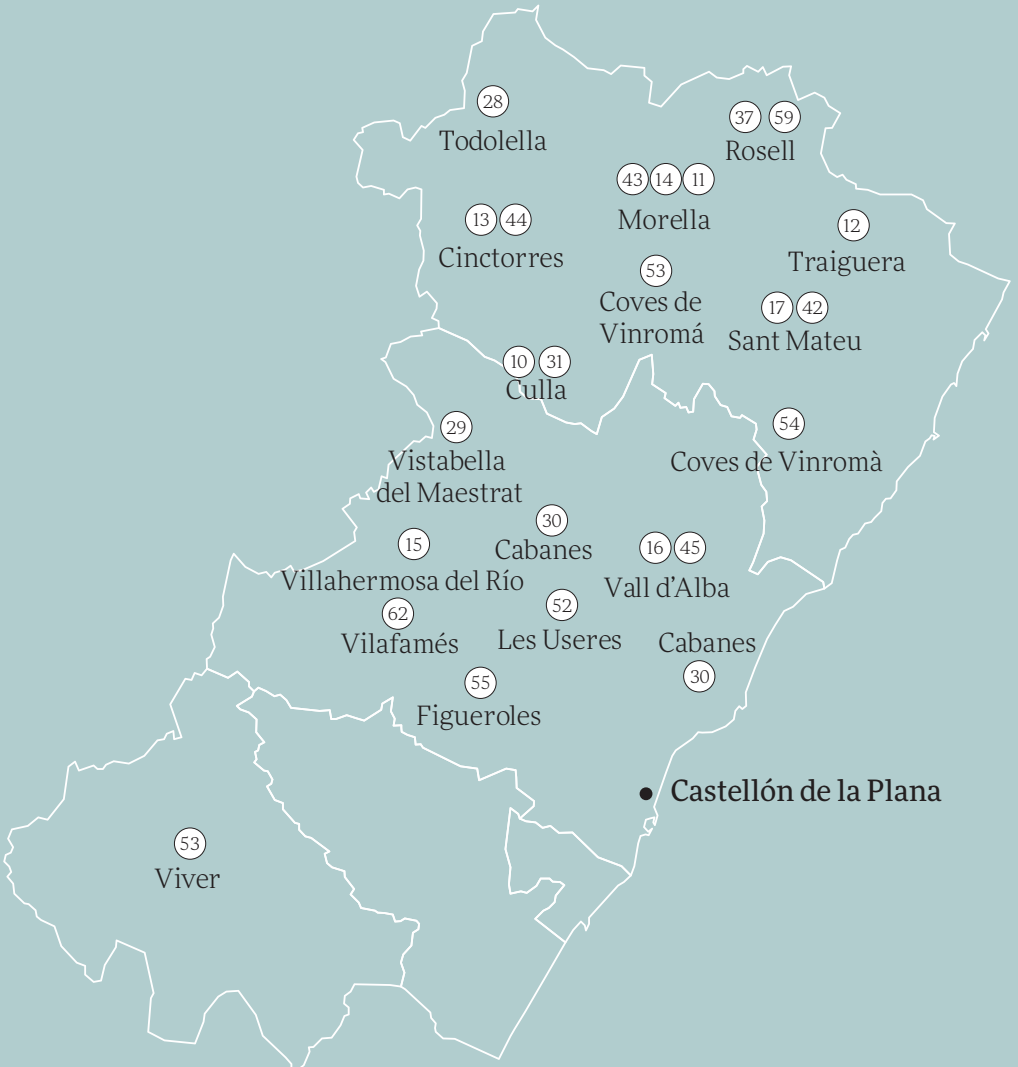 28
Todolella
37 59
Rosell
43 14 11
Morella
13 44
Cinctorres
12
Traiguera
53
Coves de
Vinromá
17 42
Sant Mateu
10 31
Culla
54
Coves de Vinromà
29
Vistabella
del Maestrat
30
Cabanes
15
Villahermosa del Río
16 45
Vall d'Alba
62
Vilafamés
52
Les Useres
Cabanes
30
55
Figueroles
Castellón de la Plana
53
Viver